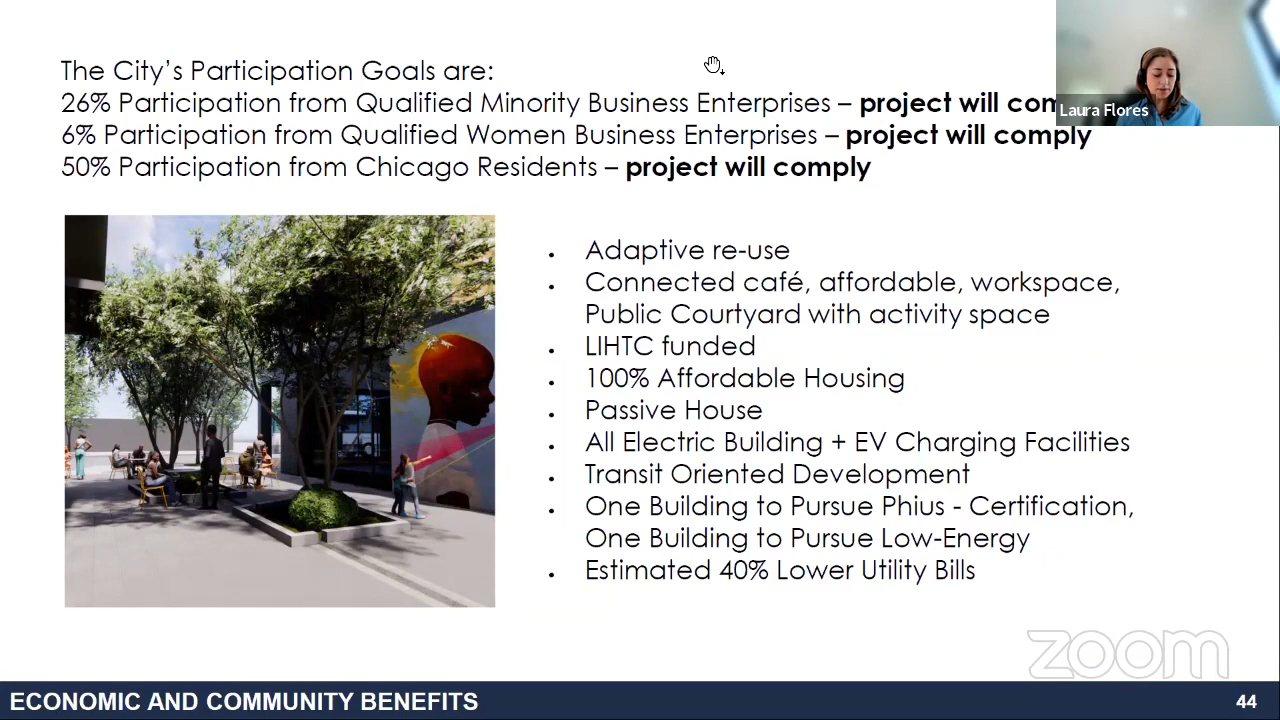 The City’s Participation Goals are:
26% Participation from Qualified Minority Business Enterprises – project will
Laura Flores
6% Participation from Qualified Women Business Enterprises – project will comply
50% Participation from Chicago Residents – project will comply
Adaptive re-use
Connected café, affordable, workspace,
Public Courtyard with activity space
LIHTC funded
100% Affordable Housing
Passive House
All Electric Building + EV Charging Facilities
Transit Oriented Development
One Building to Pursue Phius - Certification,
One Building to Pursue Low-Energy
Estimated 40% Lower Utility Bills
zoom
ECONOMIC AND COMMUNITY BENEFITS
44